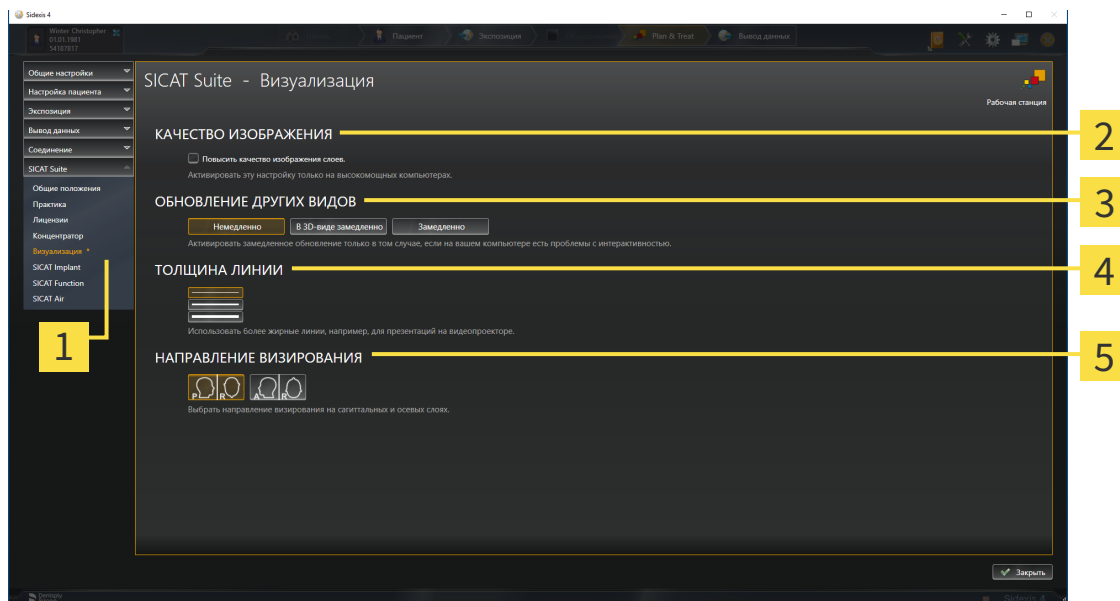 Sidexis 4
Winter Christopher
01.01.1981
54187817
Пациент
Экспозиция
Plan & Treat
Вывод данных
Общие настройки
Настройка пациента
Экспозиция
Вывод данных
Соединение
SICAT Suite
Общие положения
Практика
Лицензии
Концентратор
Визуализация *
SICAT Implant
SICAT Function
SICAT Air
1
SICAT Suite - Визуализация
Рабочая станция
КАЧЕСТВО ИЗОБРАЖЕНИЯ
2
Повысить качество изображения слоев.
Активировать эту настройку только на высокомощных компьютерах.
ОБНОВЛЕНИЕ ДРУГИХ ВИДОВ
3
Немедленно
В 3D-виде замедленно
Замедленно
Активировать замедленное обновление только в том случае, если на вашем компьютере есть проблемы с интерактивностью.
ТОЛЩИНА ЛИНИИ
4
Использовать более жирные линии, например, для презентаций на видеопроекторе.
НАПРАВЛЕНИЕ ВИЗИРОВАНИЯ
5
P R
A R
Выбрать направление визирования на сагиттальных и осевых слоях.
Закрыть
Dentsply
Sirona
Sidexis 4